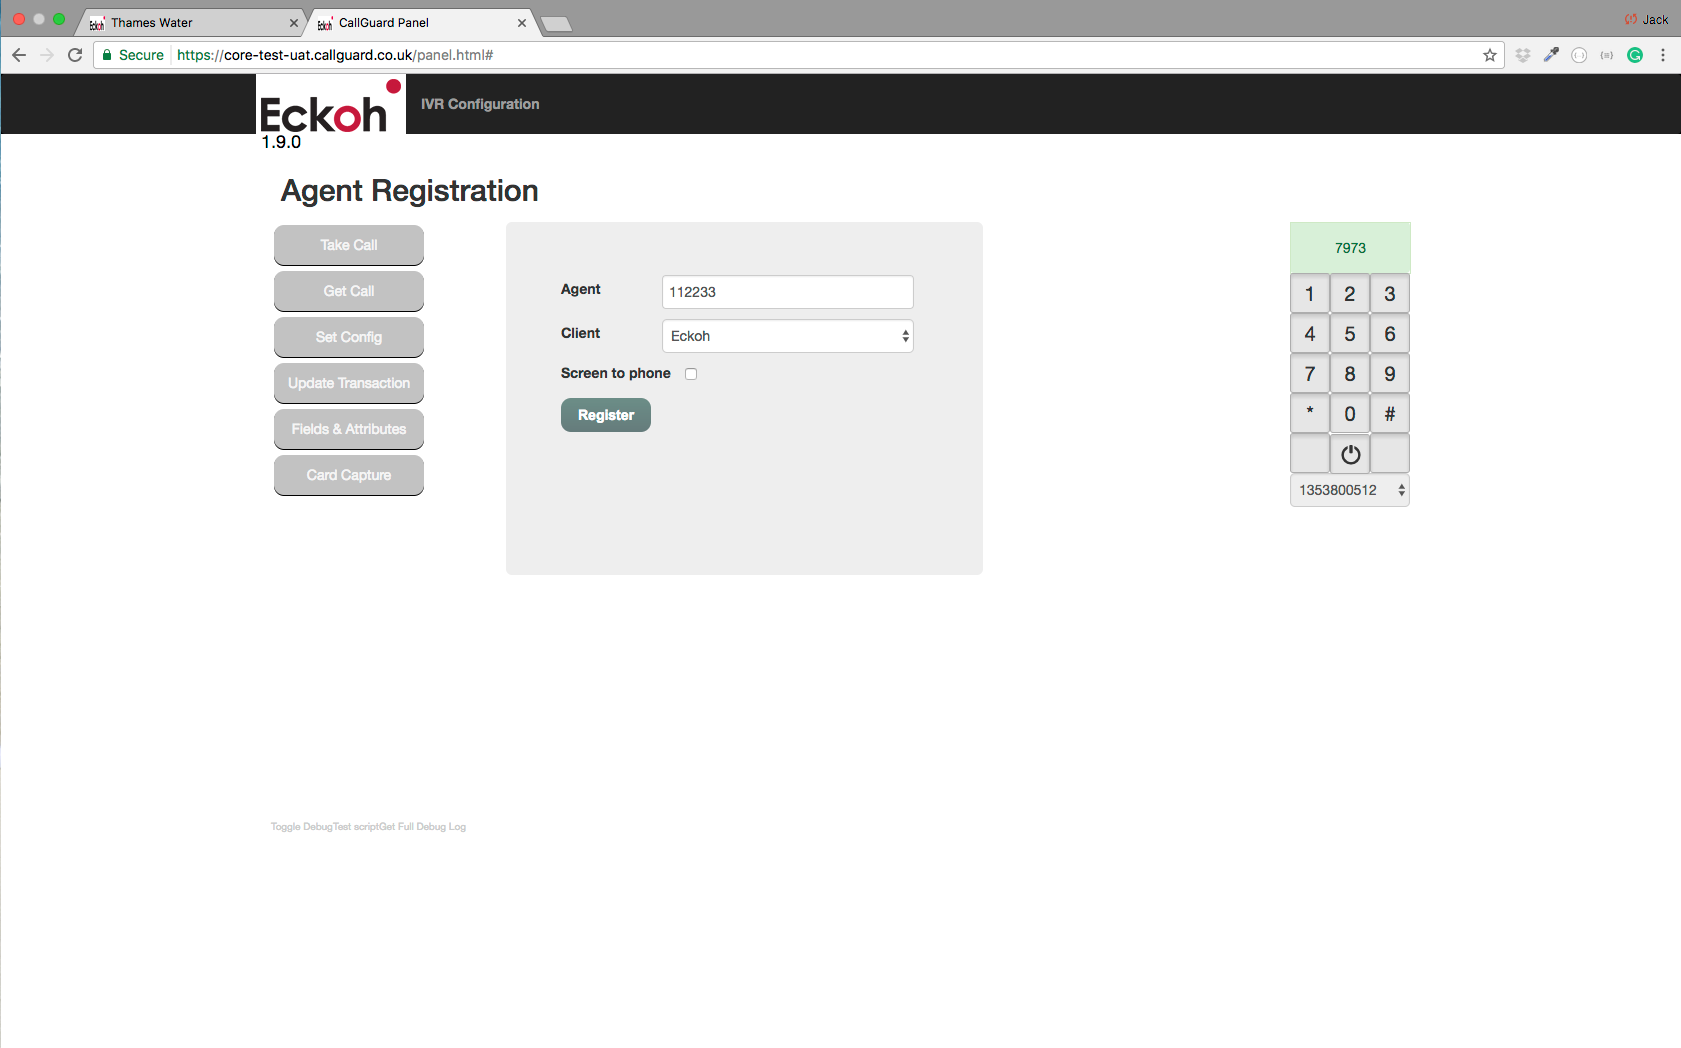 Thames Water
CallGuard Panel
Jack
Secure
https://core-test-uat.callguard.co.uk/panel.html#
Eckoh
IVR Configuration
1.9.0
Agent Registration
Take Call
Get Call
Set Config
Update Transaction
Fields & Attributes
Card Capture
Agent
112233
Client
Eckoh
Screen to phone
Register
7973
1 2 3
4 5 6
7 8 9
* 0 #
1353800512
Toggle DebugTest scriptGet Full Debug Log